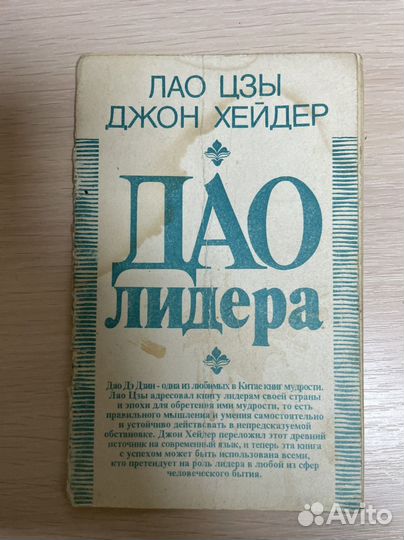 ЛАО ЦЗЫ
ДЖОН ХЕЙДЕР
ДАО
лидера
Дао Дэ Дзин - одна из любимых в Китае книг мудрости.
Лао Цзы адресовал книгу лидерам своей страны
и эпохи для обретения ими мудрости, то есть
правильного мышления и умения самостоятельно
и устойчиво действовать в непредсказуемой
обстановке. Джон Хейдер переложил этот древний
источник на современный язык, и теперь эта книга
с успехом может быть использована всеми,
кто претендует на роль лидера в любой из сфер
человеческого бытия.
Avito